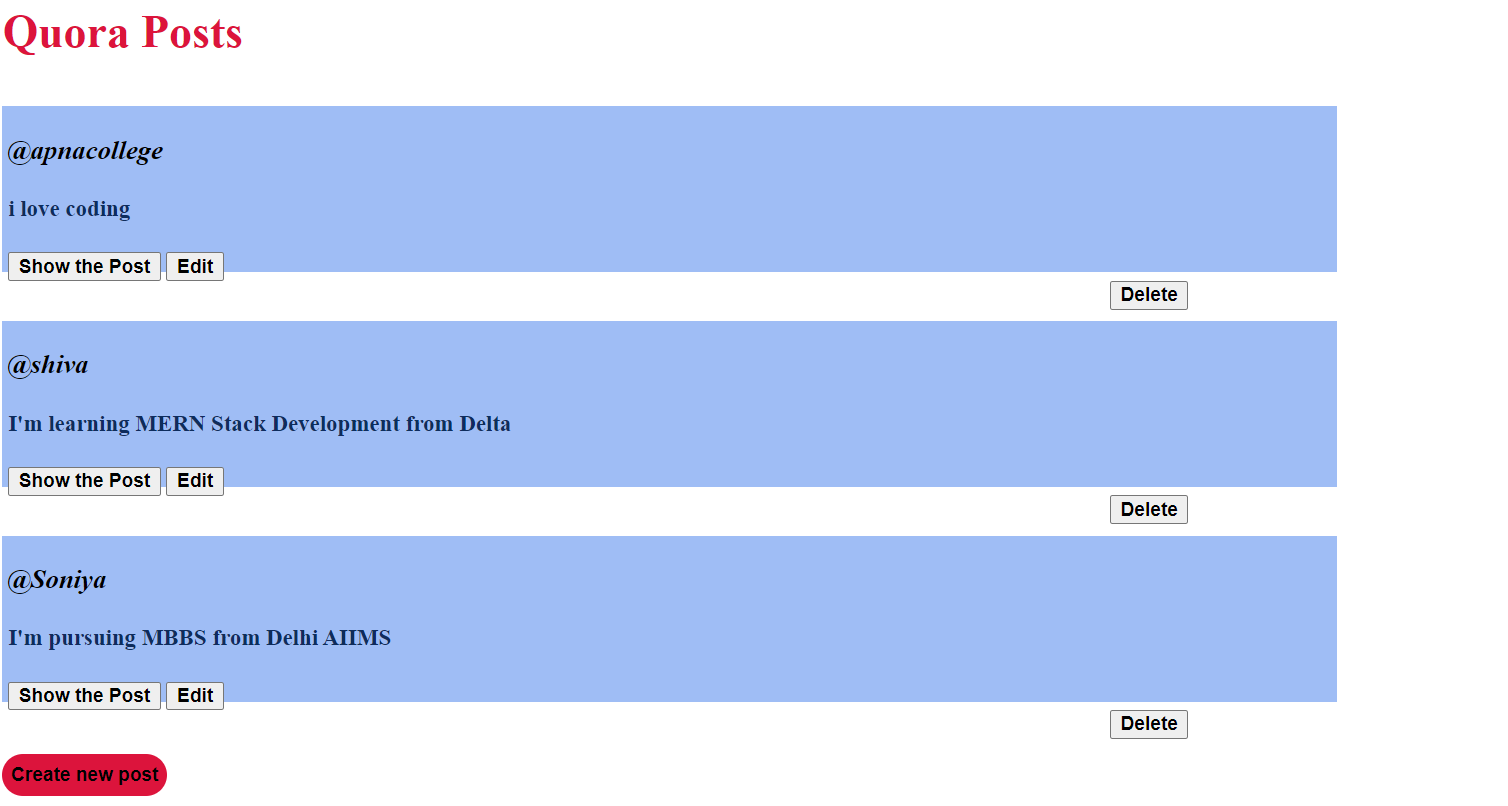 Quora Posts
@apnacollege
i love coding
Show the Post Edit
Delete
@shiva
I'm learning MERN Stack Development from Delta
Show the Post Edit
Delete
@Soniya
I'm pursuing MBBS from Delhi AIIMS
Show the Post Edit
Delete
Create new post